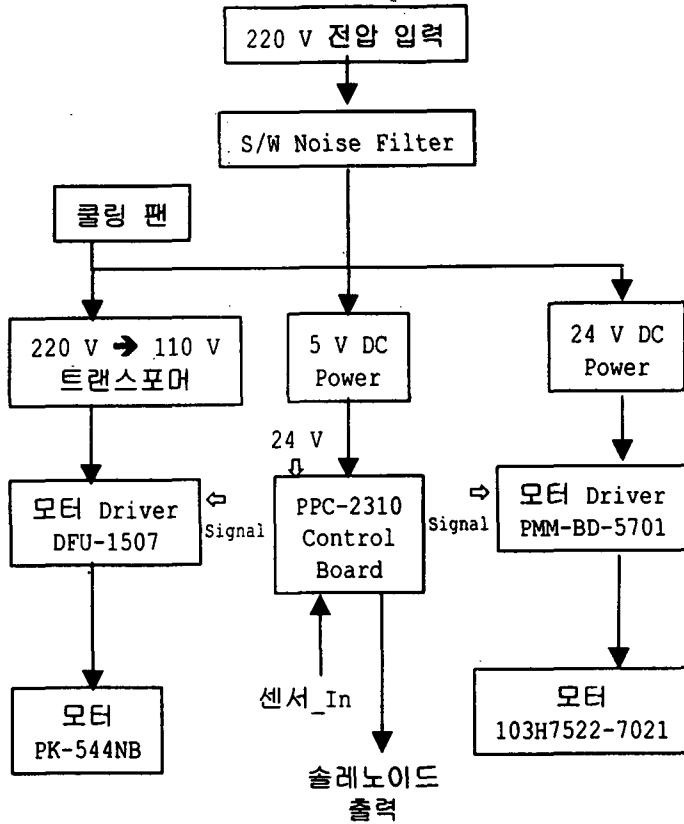 220 V 전압 입력
S/W Noise Filter
쿨링 팬
220 V → 110 V
트랜스포머
5 V DC
Power
24 V DC
Power
24 V
모터 Driver
DFU-1507
Signal
PPC-2310
Control
Board
Signal
모터 Driver
PMM-BD-5701
센서_In
모터
PK-544NB
모터
103H7522-7021
솔레노이드
출력